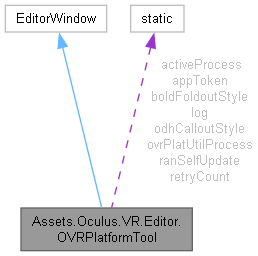 EditorWindow
static
activeProcess
appToken
boldFoldoutStyle
log
odhCalloutStyle
ovrPlatUtilProcess
ranSelfUpdate
retryCount
Assets.Oculus.VR.Editor.
OVRPlatformTool